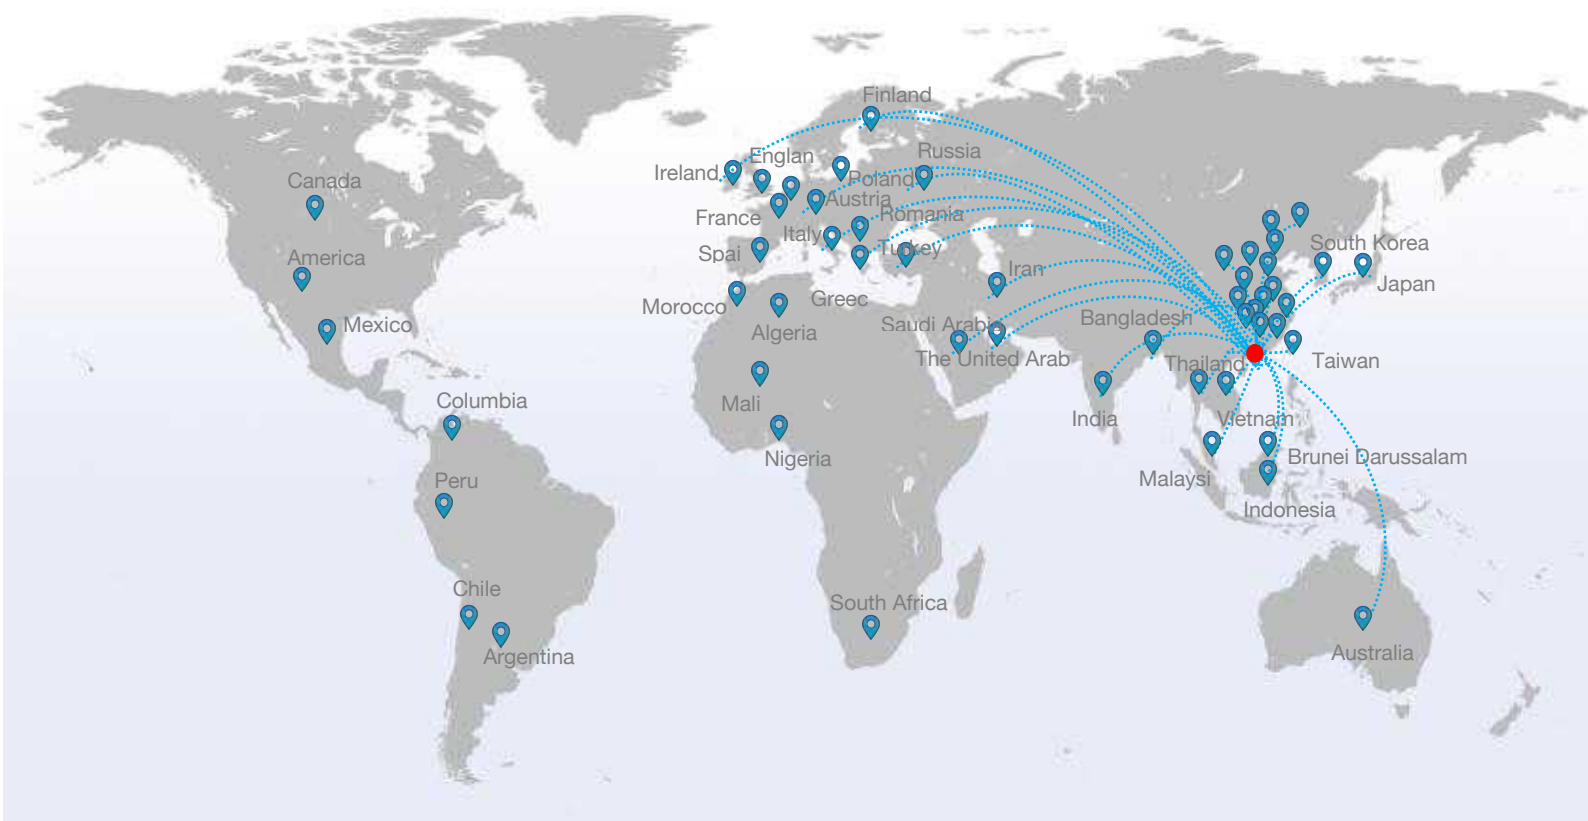 Finland
Englan
Russia
Ireland
Poland
Canada
Austria
France
Romania
Italy
Spai
Turkey
South Korea
America
Iran
Japan
Morocco
Greec
Mexico
Algeria
Saudi Arabia
Bangladesh
The United Arab
Thailand
Taiwan
Columbia
Mali
India
Vietnam
Nigeria
Brunei Darussalam
Peru
Malaysi
Indonesia
Chile
South Africa
Argentina
Australia